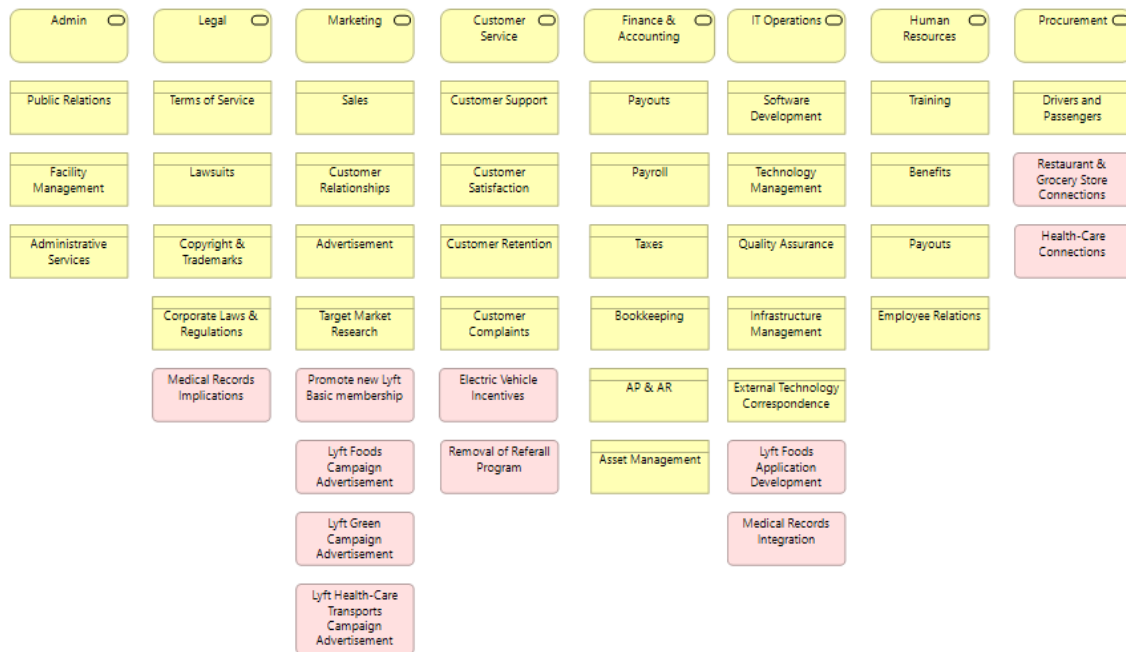 Admin
Legal
Marketing
Customer
Service
Finance &
Accounting
IT Operations
Human
Resources
Procurement
Public Relations
Terms of Service
Sales
Customer Support
Payouts
Software
Development
Training
Drivers and
Passengers
Facility
Management
Lawsuits
Customer
Relationships
Customer
Satisfaction
Payroll
Technology
Management
Benefits
Restaurant &
Grocery Store
Connections
Administrative
Services
Copyright &
Trademarks
Advertisement
Customer Retention
Taxes
Quality Assurance
Payouts
Health-Care
Connections
Corporate Laws &
Regulations
Target Market
Research
Customer
Complaints
Bookkeeping
Infrastructure
Management
Employee Relations
Medical Records
Implications
Promote new Lyft
Basic membership
Electric Vehicle
Incentives
AP & AR
External Technology
Correspondence
Lyft Foods
Campaign
Advertisement
Removal of Referall
Program
Asset Management
Lyft Foods
Application
Development
Lyft Green
Campaign
Advertisement
Medical Records
Integration
Lyft Health-Care
Transports
Campaign
Advertisement